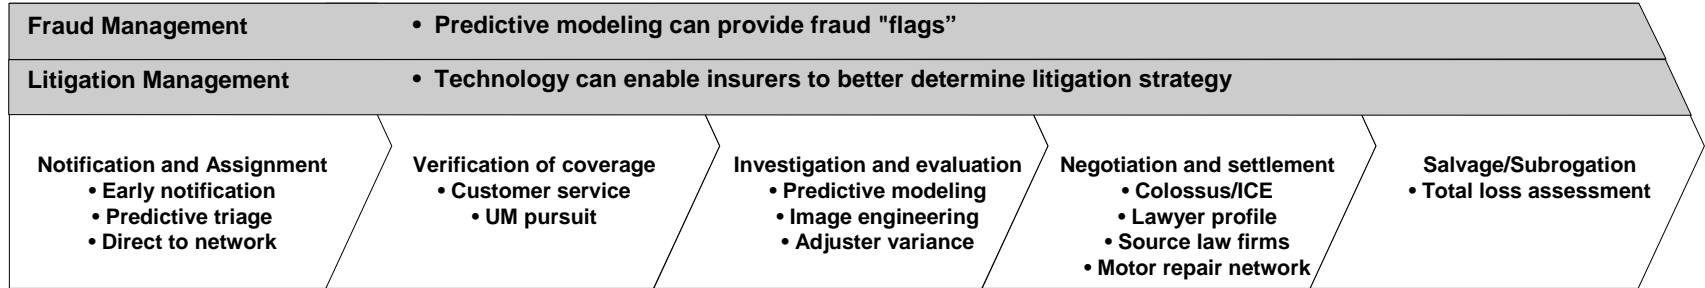 Fraud Management • Predictive modeling can provide fraud "flags”
Litigation Management • Technology can enable insurers to better determine litigation strategy
Notification and Assignment
• Early notification
• Predictive triage
• Direct to network
Verification of coverage
• Customer service
• UM pursuit
Investigation and evaluation
• Predictive modeling
• Image engineering
• Adjuster variance
Negotiation and settlement
• Colossus/ICE
• Lawyer profile
• Source law firms
• Motor repair network
Salvage/Subrogation
• Total loss assessment